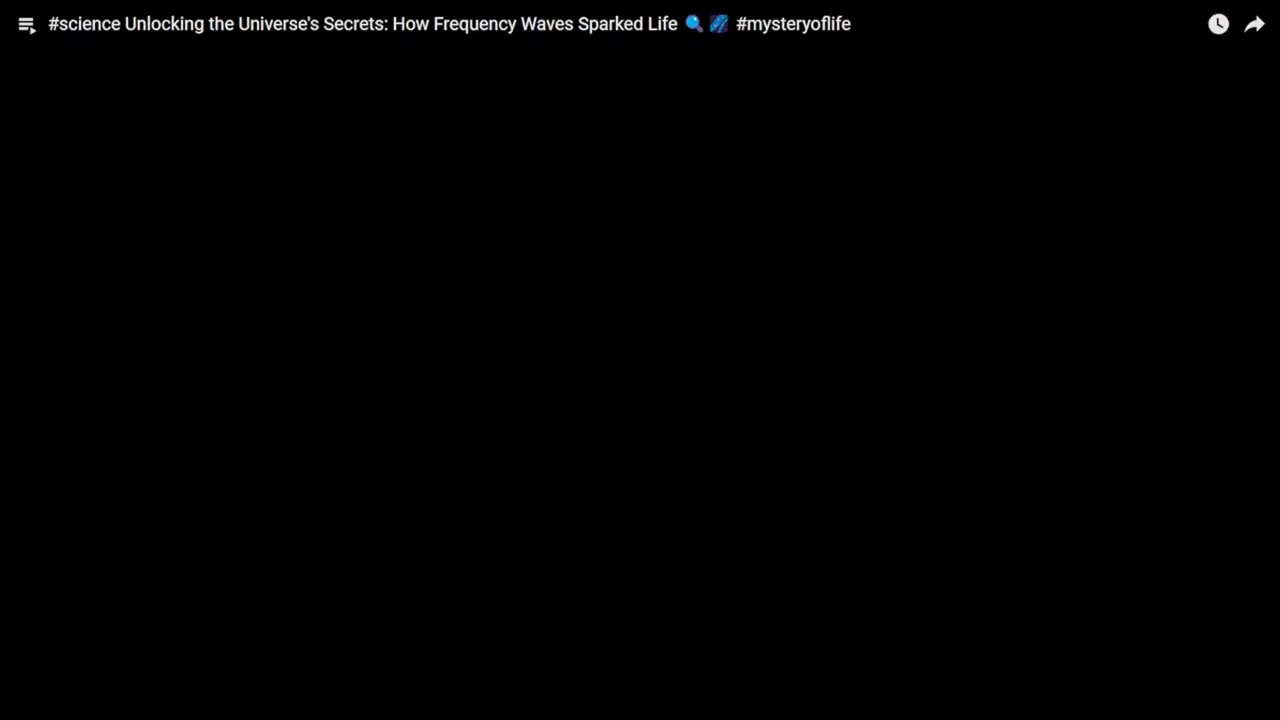 #science Unlocking the Universe's Secrets: How Frequency Waves Sparked Life 🔍 🌌 #mysteryoflife